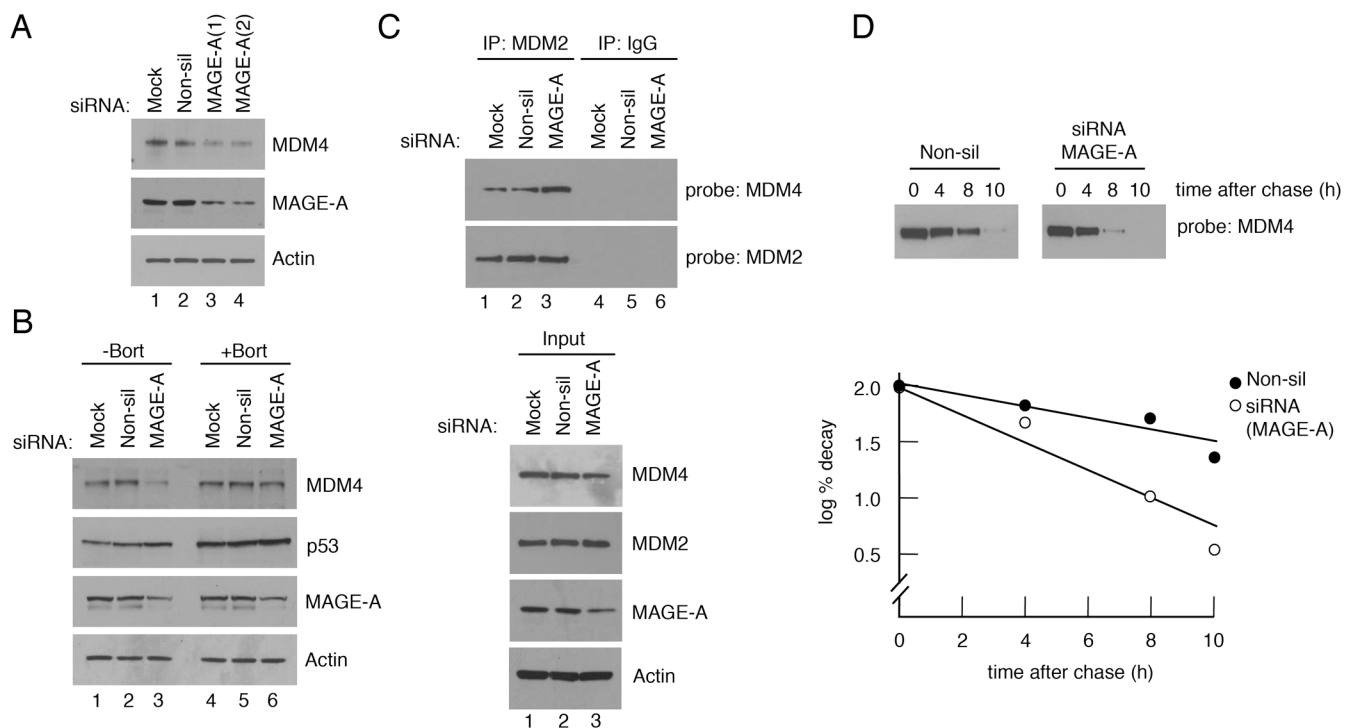 A
siRNA:
Mock
Non-sil
MAGE-A(1)
MAGE-A(2)
MDM4
MAGE-A
Actin
1 2 3 4
B
-Bort +Bort
siRNA:
Mock
Non-sil
MAGE-A
Mock
Non-sil
MAGE-A
MDM4
p53
MAGE-A
Actin
1 2 3 4 5 6
C
IP: MDM2 IP: IgG
siRNA:
Mock
Non-sil
MAGE-A
Mock
Non-sil
MAGE-A
probe: MDM4
probe: MDM2
1 2 3 4 5 6
Input
siRNA:
Mock
Non-sil
MAGE-A
MDM4
MDM2
MAGE-A
Actin
1 2 3
D
Non-sil
siRNA
MAGE-A
0 4 8 10 0 4 8 10 time after chase (h)
probe: MDM4
Non-sil
siRNA
(MAGE-A)
log % decay
2.0
1.5
1.0
0.5
0 2 4 6 8 10
time after chase (h)